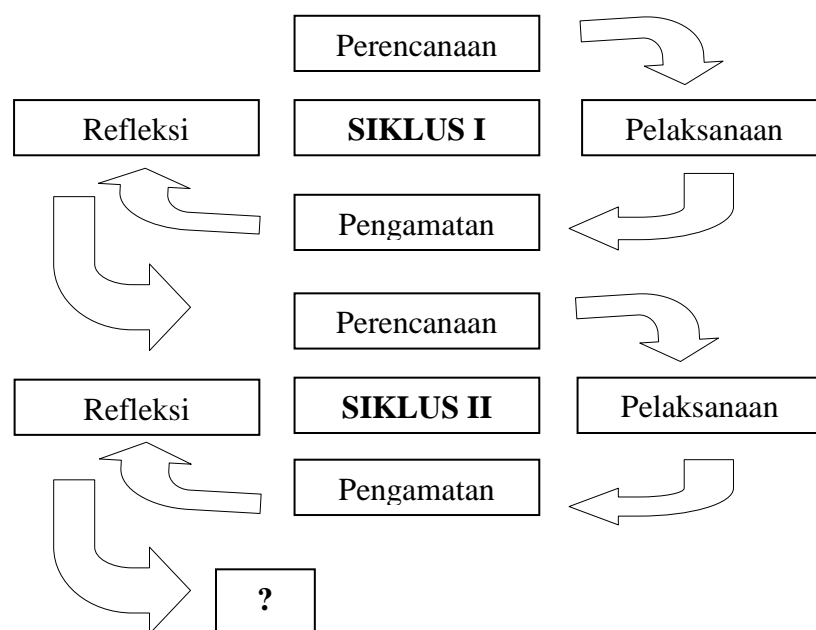 Perencanaan
Refleksi
SIKLUS I
Pelaksanaan
Pengamatan
Perencanaan
Refleksi
SIKLUS II
Pelaksanaan
Pengamatan
?